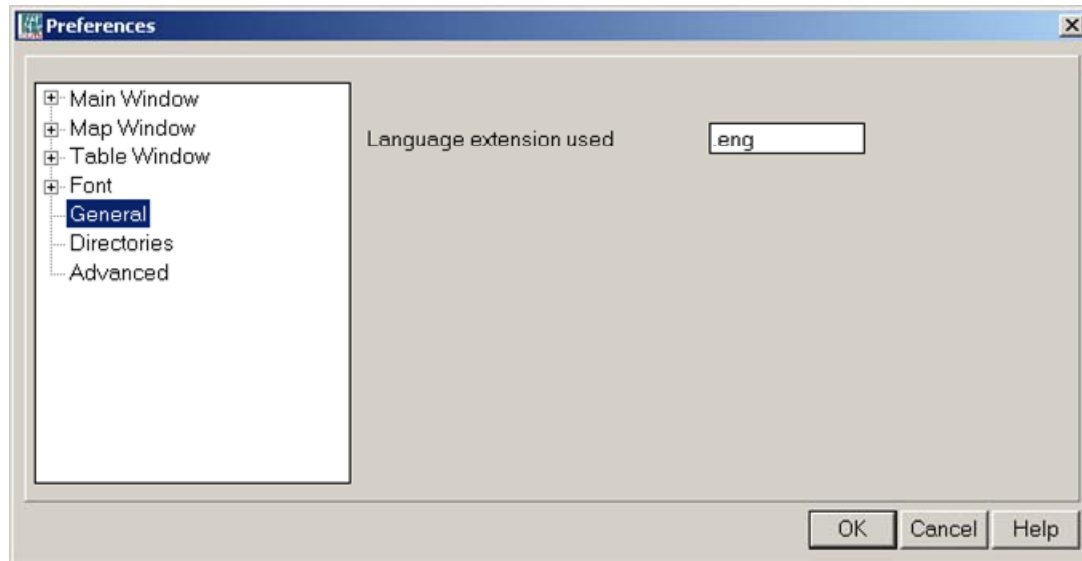 Preferences
Main Window
Map Window
Table Window
Font
General
Directories
Advanced
Language extension used .eng
OK Cancel Help